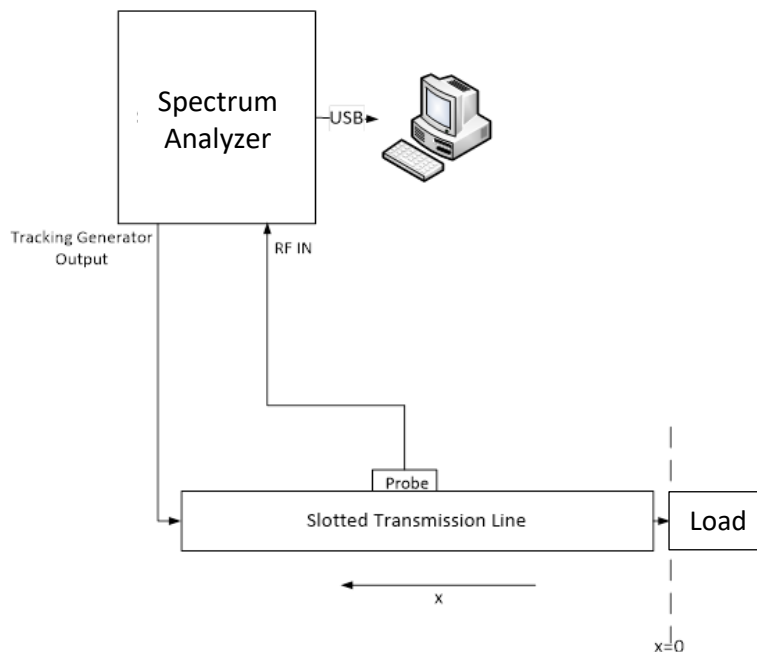 Spectrum
Analyzer
USB
Tracking Generator
Output
RF IN
Probe
Slotted Transmission Line
Load
x
x=0